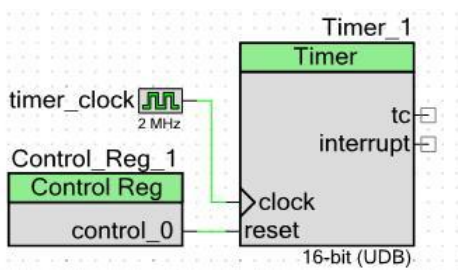 Timer_1
Timer
timer_clock
2 MHz
tc
interrupt
Control_Reg_1
Control Reg
control_0
clock
reset
16-bit (UDB)